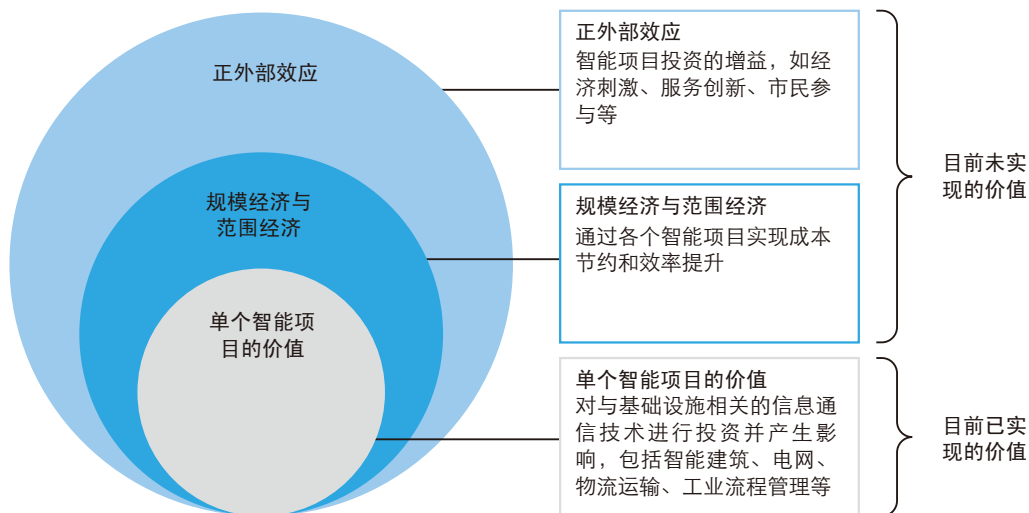 正外部效应
规模经济与
范围经济
单个智能项
目的价值
正外部效应
智能项目投资的增益，如经
济刺激、服务创新、市民参
与等
规模经济与范围经济
通过各个智能项目实现成本
节约和效率提升
单个智能项目的价值
对与基础设施相关的信息通
信技术进行投资并产生影
响，包括智能建筑、电网、
物流运输、工业流程管理等
目前未实
现的价值
目前已实
现的价值